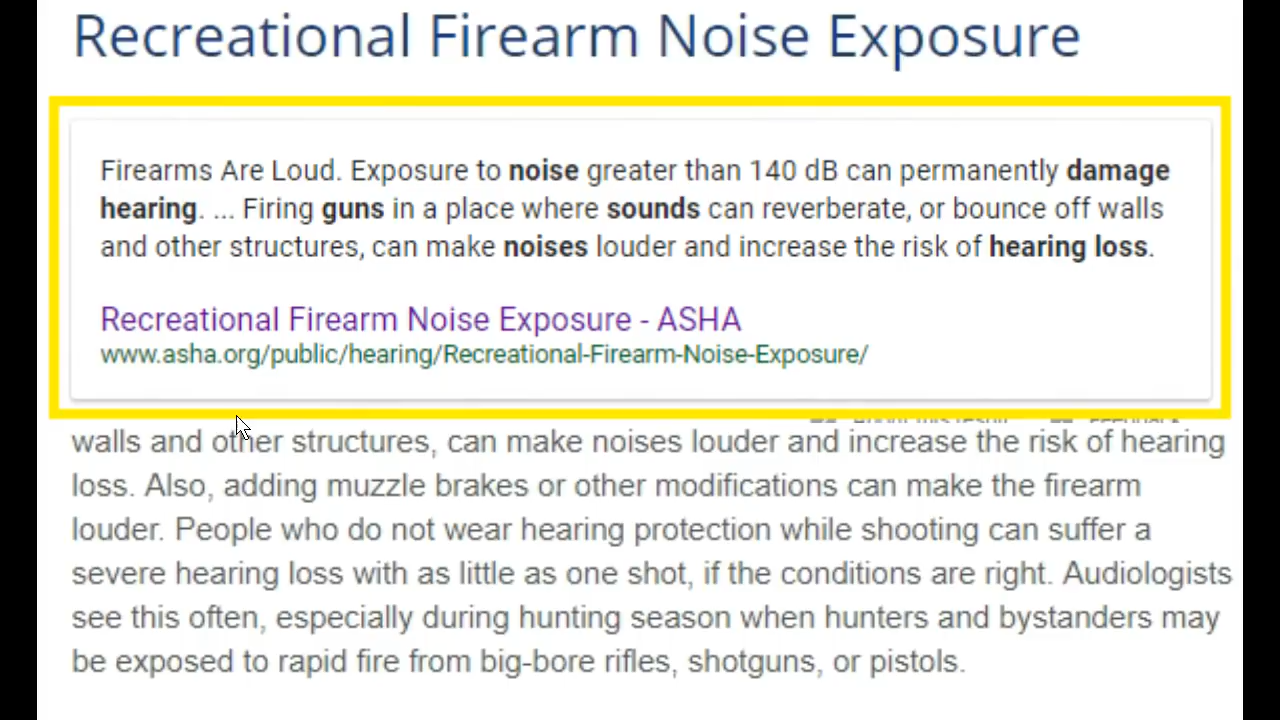 Recreational Firearm Noise Exposure
Firearms Are Loud. Exposure to noise greater than 140 dB can permanently damage
hearing. ... Firing guns in a place where sounds can reverberate, or bounce off walls
and other structures, can make noises louder and increase the risk of hearing loss.
Recreational Firearm Noise Exposure - ASHA
www.asha.org/public/hearing/Recreational-Firearm-Noise-Exposure/
walls and other structures, can make noises louder and increase the risk of hearing
loss. Also, adding muzzle brakes or other modifications can make the firearm
louder. People who do not wear hearing protection while shooting can suffer a
severe hearing loss with as little as one shot, if the conditions are right. Audiologists
see this often, especially during hunting season when hunters and bystanders may
be exposed to rapid fire from big-bore rifles, shotguns, or pistols.